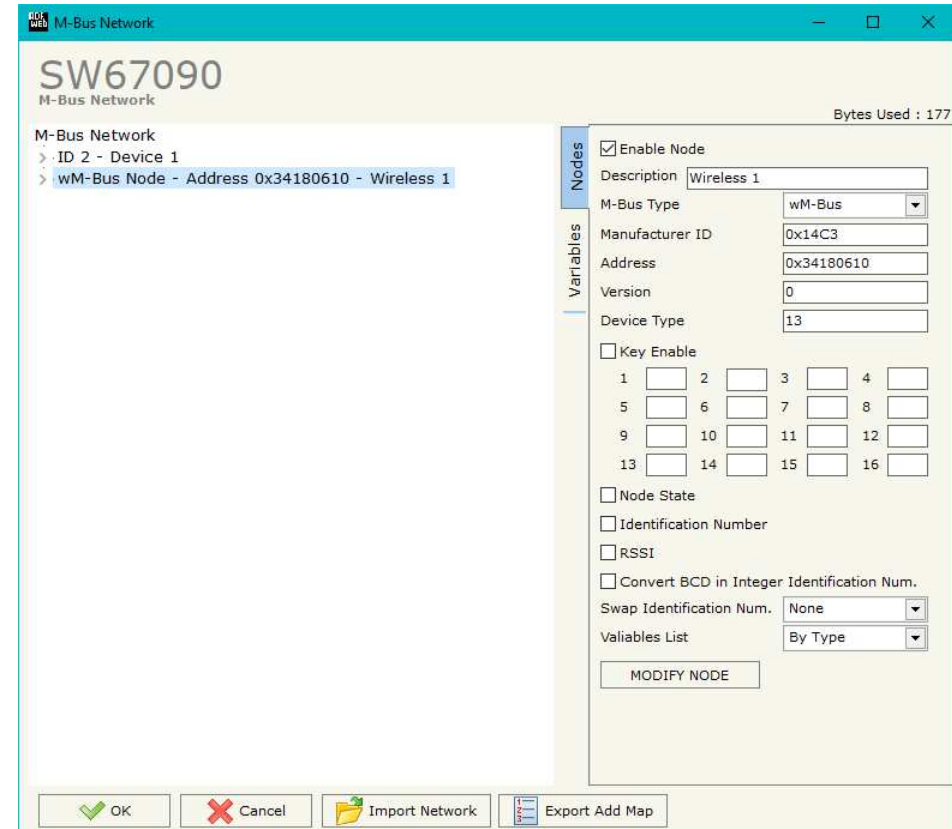 ADF
WEB
M-Bus Network
SW67090
M-Bus Network
Bytes Used : 177
M-Bus Network
ID 2 - Device 1
wM-Bus Node - Address 0x34180610 - Wireless 1
Nodes
Variables
Enable Node
Description Wireless 1
M-Bus Type wM-Bus
Manufacturer ID 0x14C3
Address 0x34180610
Version 0
Device Type 13
Key Enable
1 2 3 4
5 6 7 8
9 10 11 12
13 14 15 16
Node State
Identification Number
RSSI
Convert BCD in Integer Identification Num.
Swap Identification Num. None
Valiables List By Type
MODIFY NODE
OK Cancel Import Network Export Add Map